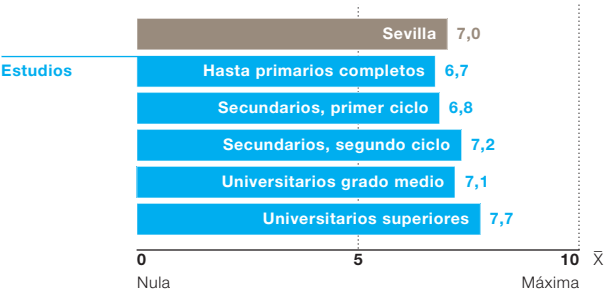 Sevilla 7,0
Estudios Hasta primarios completos 6,7
Secundarios, primer ciclo 6,8
Secundarios, segundo ciclo 7,2
Universitarios grado medio 7,1
Universitarios superiores 7,7
0 5 10 X̅
Nula Máxima